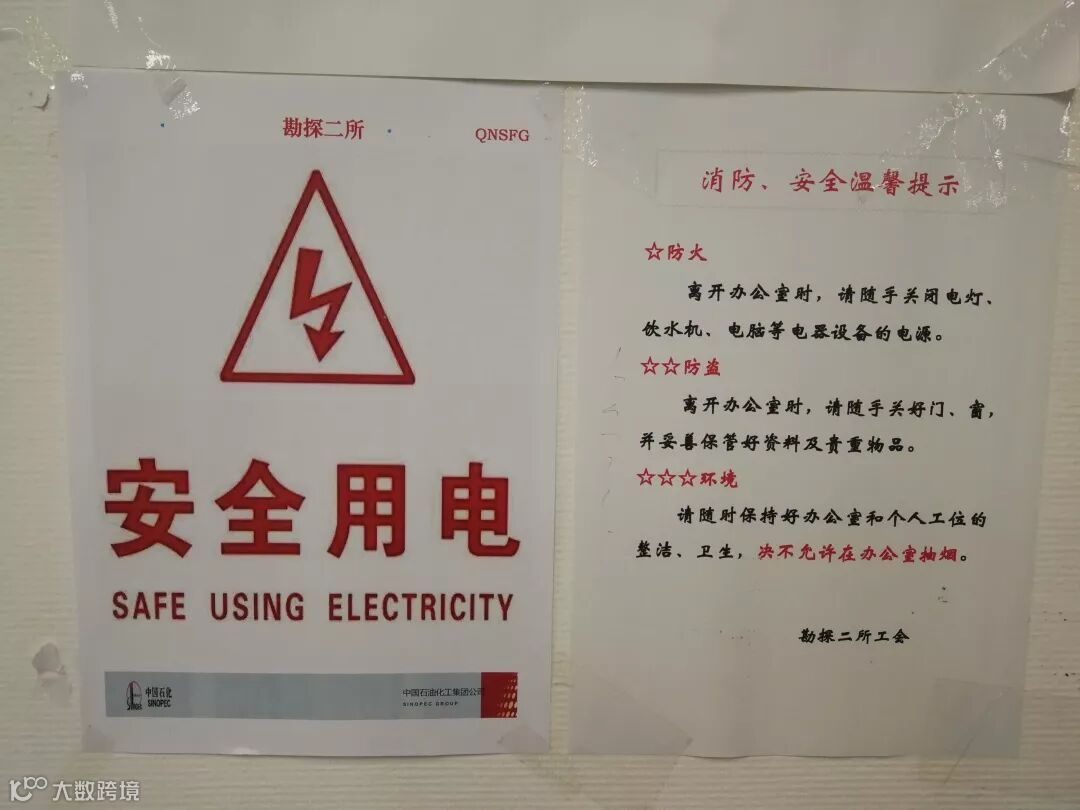 勘探二所
QNSFG
安全用电
SAFE USING ELECTRICITY
中国石化
SINOPEC
中国石油化工集团公司
SINOPEC GROUP
消防、安全温馨提示
☆防火
离开办公室时，请随手关闭电灯、
饮水机、电脑等电器设备的电源。
☆☆防盗
离开办公室时，请随手关好门、窗，
并妥善保管好资料及贵重物品。
☆☆☆环境
请随时保持好办公室和个人工位的
整洁、卫生，决不允许在办公室抽烟。
勘探二所工会
大数跨境